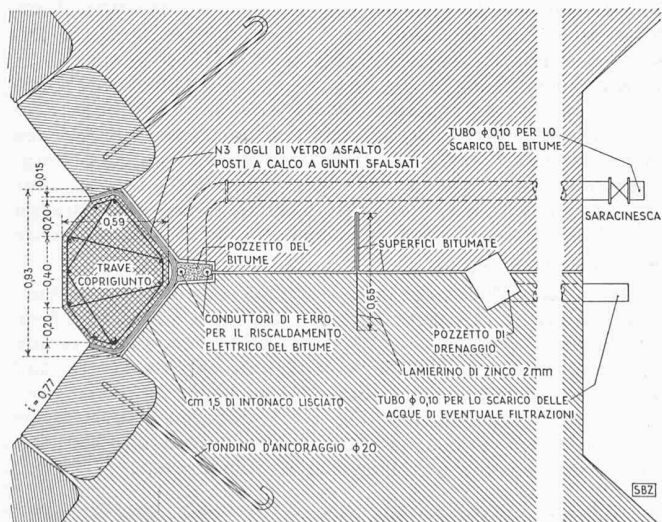 N3 FOGLI DI VETRO ASFALTO
POSTI A CALCO A GIUNTI SFALSATI
TUBO ϕ 0,10 PER LO
SCARICO DEL BITUME
SARACINESCA
0,015
0,20
0,59
0,93
0,40
0,20
TRAVE
COPRIGIUNTO
POZZETTO DEL
BITUME
SUPERFICI BITUMATE
0,65
CONDUTTORI DI FERRO
PER IL RISCALDAMENTO
ELETTRICO DEL BITUME
POZZETTO DI
DRENAGGIO
LAMIERINO DI ZINCO 2mm
i = 0,77
cm 1,5 DI INTONACO LISCIATO
TUBO ϕ 0,10 PER LO SCARICO DELLE
ACQUE DI EVENTUALE FILTRAZIONI
TONDINO D'ANCORAGGIO ϕ 20
SBZ